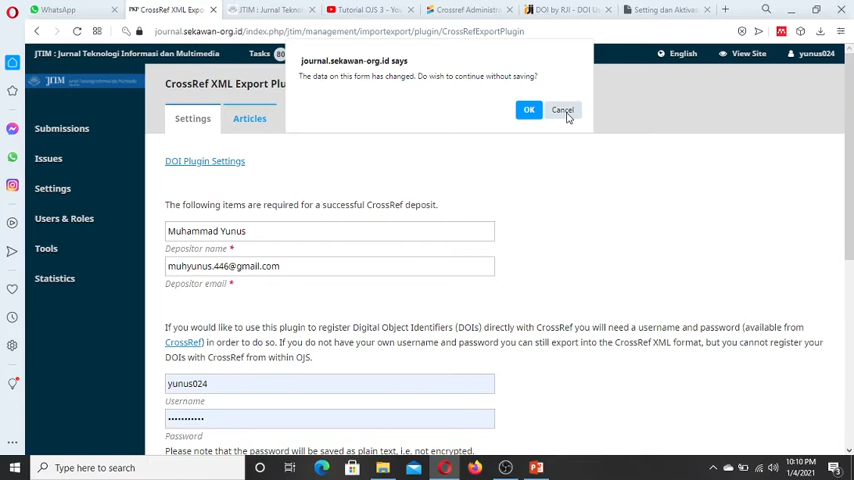 WhatsApp
CrossRef XML Export Plu
JTIM : Jurnal Teknol
Tutorial OJS 3 - You
Crossref Administra
DOI by RJI - DOI U
Setting dan Aktivas
journal.sekawan-org.id/index.php/jtim/management/importexport/plugin/CrossRefExportPlugin
JTIM : Jurnal Teknologi Informasi dan Multimedia
Tasks 80
English
View Site
yunus024
journal.sekawan-org.id says
The data on this form has changed. Do wish to continue without saving?
OK
Cancel
CrossRef XML Export Plu
Settings
Articles
Submissions
Issues
Settings
Users & Roles
Tools
Statistics
DOI Plugin Settings
The following items are required for a successful CrossRef deposit.
Muhammad Yunus
Depositor name *
muhyunus.446@gmail.com
Depositor email *
If you would like to use this plugin to register Digital Object Identifiers (DOIs) directly with CrossRef you will need a username and password (available from
CrossRef) in order to do so. If you do not have your own username and password you can still export into the CrossRef XML format, but you cannot register your
DOIs with CrossRef from within OJS.
yunus024
Username
•••••••••••
Password
Please note that the password will be saved as plain text, i.e. not encrypted.
Type here to search
10:10 PM
1/4/2021
3